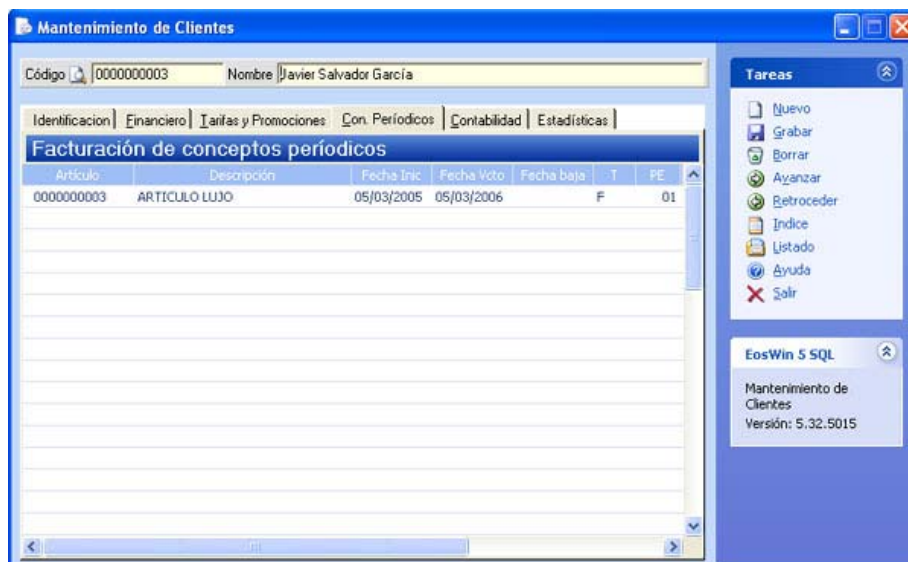 Mantenimiento de Clientes
Código 0000000003 Nombre Javier Salvador García
Identificacion Financiero Tarifas y Promociones Con. Períodicos Contabilidad Estadísticas
Facturación de conceptos períodicos
Artículo Descripción Fecha Inic Fecha Vcto Fecha baja T PE
0000000003 ARTICULO LUJO 05/03/2005 05/03/2006 F 01
Tareas
Nuevo
Grabar
Borrar
Avanzar
Retroceder
Indice
Listado
Ayuda
Salir
EosWin 5 SQL
Mantenimiento de
Clientes
Versión: 5.32.5015